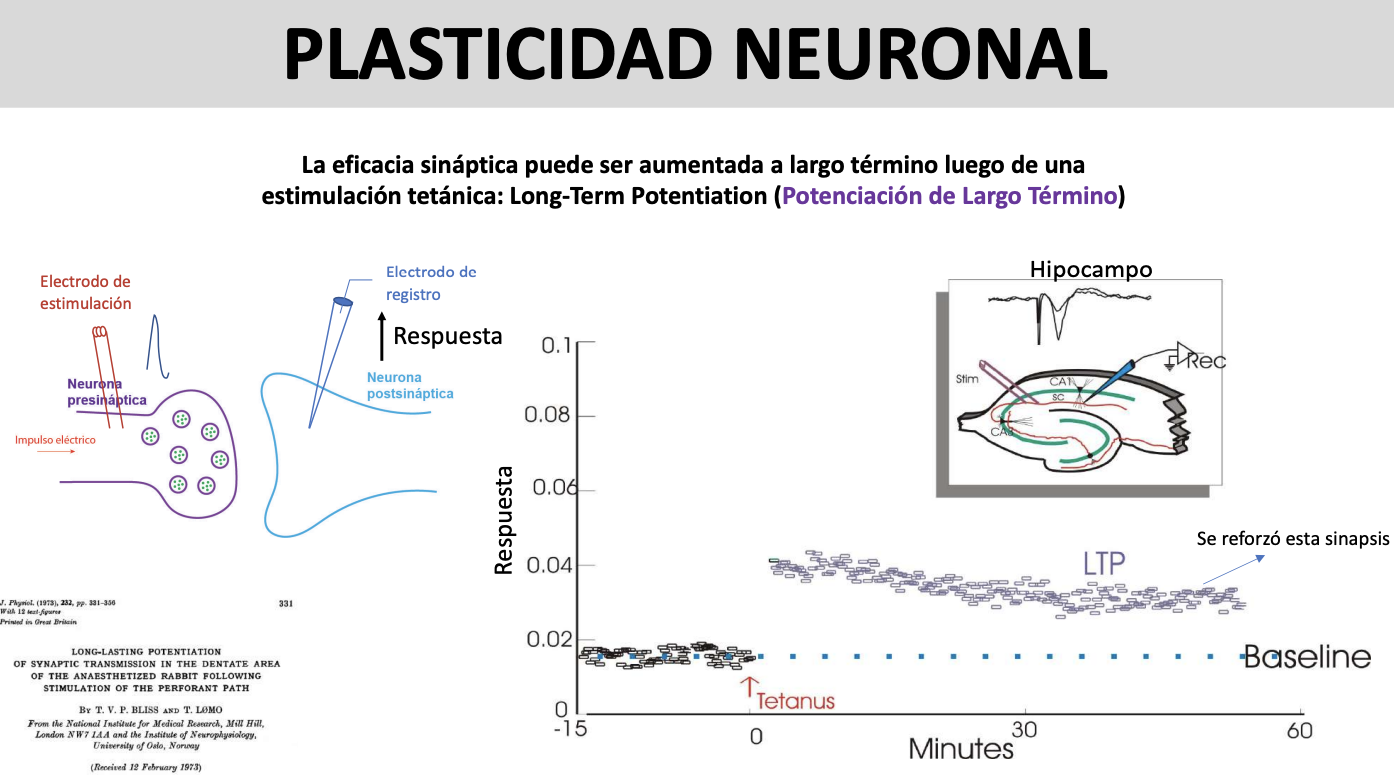 PLASTICIDAD NEURONAL
La eficacia sináptica puede ser aumentada a largo término luego de una
estimulación tetánica: Long-Term Potentiation (Potenciación de Largo Término)
Electrodo de
estimulación
Electrodo de
registro
Respuesta
Neurona
presináptica
Neurona
postsináptica
Impulso eléctrico
J. Physiol. (1973), 232, pp. 331-356
With 12 text-figures
Printed in Great Britain
331
LONG-LASTING POTENTIATION
OF SYNAPTIC TRANSMISSION IN THE DENTATE AREA
OF THE ANAESTHETIZED RABBIT FOLLOWING
STIMULATION OF THE PERFORANT PATH
By T. V. P. BLISS AND T. LØMO
From the National Institute for Medical Research, Mill Hill,
London NW7 1AA and the Institute of Neurophysiology,
University of Oslo, Norway
(Received 12 February 1973)
Hipocampo
Stim
CA1
SC
CA3
Rec
Respuesta
0.1
0.08
0.06
0.04
0.02
0
-15
0
30
60
Minutes
Tetanus
LTP
Se reforzó esta sinapsis
Baseline